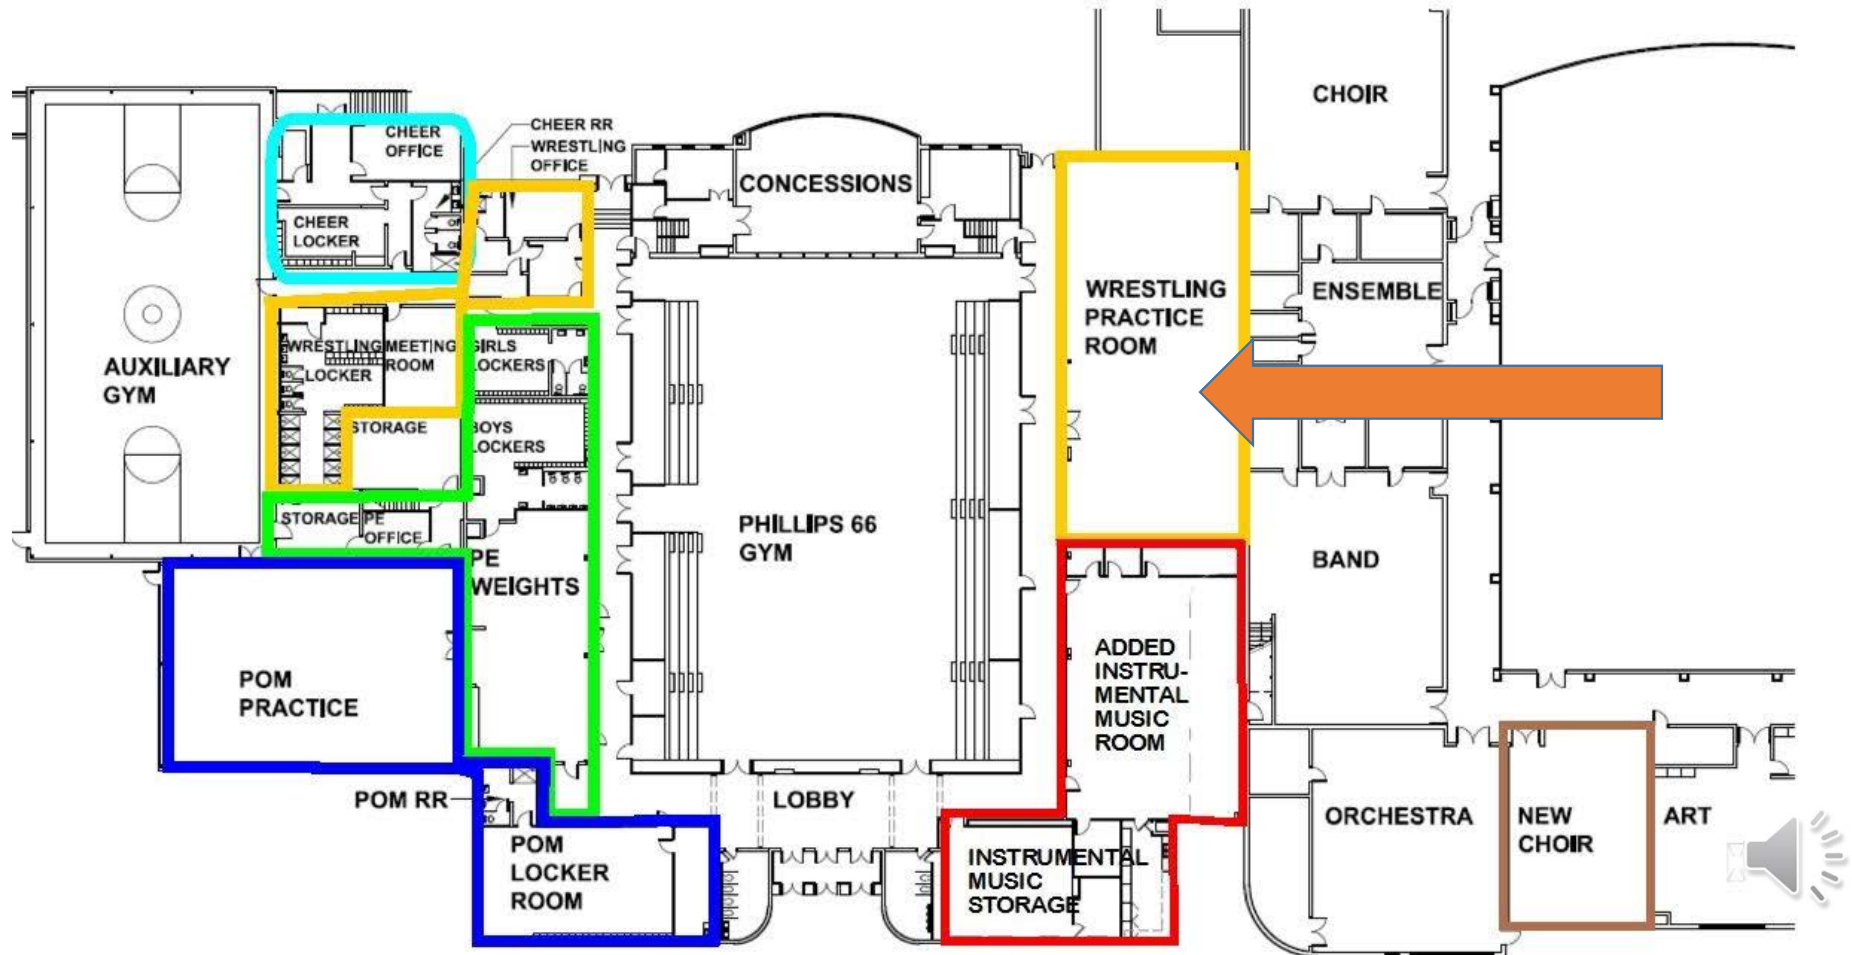 CHOIR
CHEER
OFFICE
CHEER RR
WRESTLING
OFFICE
CONCESSIONS
CHEER
LOCKER
WRESTLING
PRACTICE
ROOM
ENSEMBLE
AUXILIARY
GYM
WRESTLING
LOCKER
MEETING
ROOM
GIRLS
LOCKERS
STORAGE
BOYS
LOCKERS
STORAGE
PE
OFFICE
PHILLIPS 66
GYM
BAND
PE
WEIGHTS
POM
PRACTICE
ADDED
INSTRU-
MENTAL
MUSIC
ROOM
POM RR
LOBBY
ORCHESTRA
NEW
CHOIR
ART
POM
LOCKER
ROOM
INSTRUMENTAL
MUSIC
STORAGE